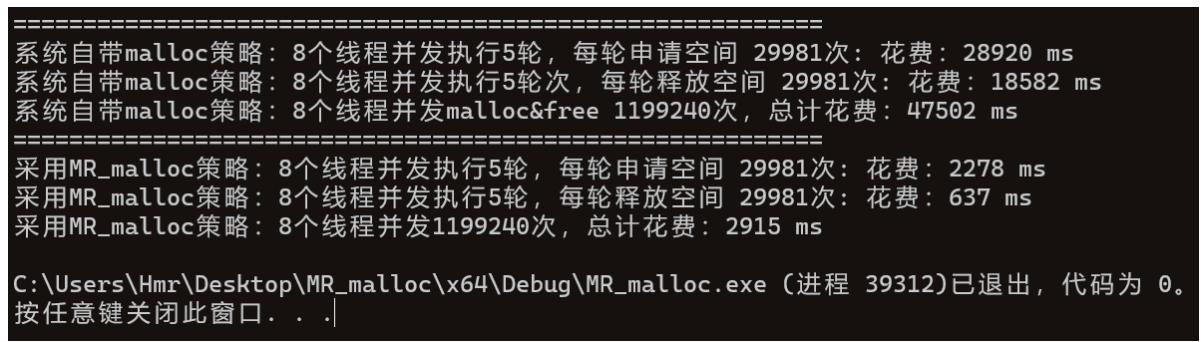 ==========================================================
系统自带malloc策略：8个线程并发执行5轮，每轮申请空间 29981次：花费：28920 ms
系统自带malloc策略：8个线程并发执行5轮次，每轮释放空间 29981次：花费：18582 ms
系统自带malloc策略：8个线程并发malloc&free 1199240次，总计花费：47502 ms
==========================================================
采用MR_malloc策略：8个线程并发执行5轮，每轮申请空间 29981次：花费：2278 ms
采用MR_malloc策略：8个线程并发执行5轮，每轮释放空间 29981次：花费：637 ms
采用MR_malloc策略：8个线程并发1199240次，总计花费：2915 ms
C:\Users\Hmr\Desktop\MR_malloc\x64\Debug\MR_malloc.exe (进程 39312)已退出，代码为 0。
按任意键关闭此窗口. . .